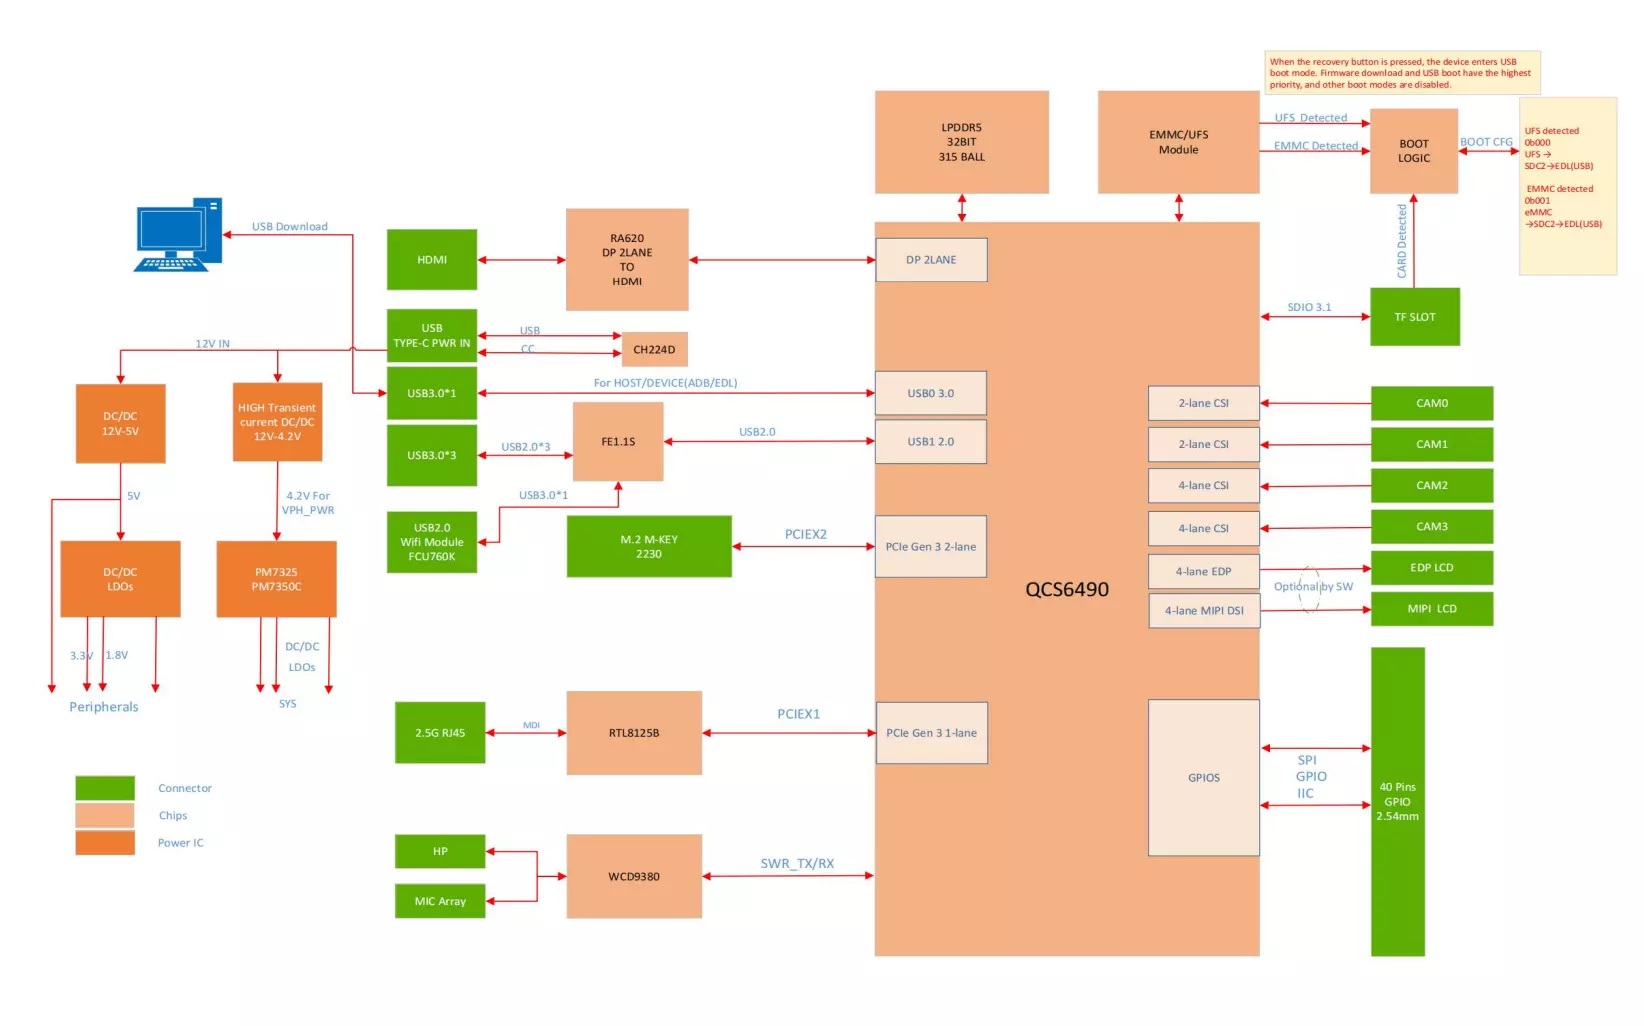 When the recovery button is pressed, the device enters USB
boot mode. Firmware download and USB boot have the highest
priority, and other boot modes are disabled.
LPDDR5
32BIT
315 BALL
EMMC/UFS
Module
UFS Detected
EMMC Detected
BOOT
LOGIC
BOOT CFG
UFS detected
0b000
UFS →
SDC2→EDL(USB)
EMMC detected
0b001
eMMC
→SDC2→EDL(USB)
CARD Detected
USB Download
HDMI
RA620
DP 2LANE
TO
HDMI
DP 2LANE
SDIO 3.1
TF SLOT
USB
TYPE-C PWR IN
USB
CC
CH224D
12V IN
DC/DC
12V-5V
HIGH Transient
current DC/DC
12V-4.2V
USB3.0*1
For HOST/DEVICE(ADB/EDL)
USB0 3.0
USB3.0*3
USB2.0*3
FE1.1S
USB2.0
USB1 2.0
USB3.0*1
USB2.0
Wifi Module
FCU760K
M.2 M-KEY
2230
PCIEX2
PCIe Gen 3 2-lane
QCS6490
2-lane CSI
CAM0
2-lane CSI
CAM1
4-lane CSI
CAM2
4-lane CSI
CAM3
4-lane EDP
EDP LCD
Optional by SW
4-lane MIPI DSI
MIPI LCD
5V
4.2V For
VPH_PWR
DC/DC
LDOs
PM7325
PM7350C
3.3V
1.8V
DC/DC
LDOs
Peripherals
SYS
2.5G RJ45
MDI
RTL8125B
PCIEX1
PCIe Gen 3 1-lane
GPIOS
SPI
GPIO
IIC
40 Pins
GPIO
2.54mm
Connector
Chips
Power IC
HP
MIC Array
WCD9380
SWR_TX/RX